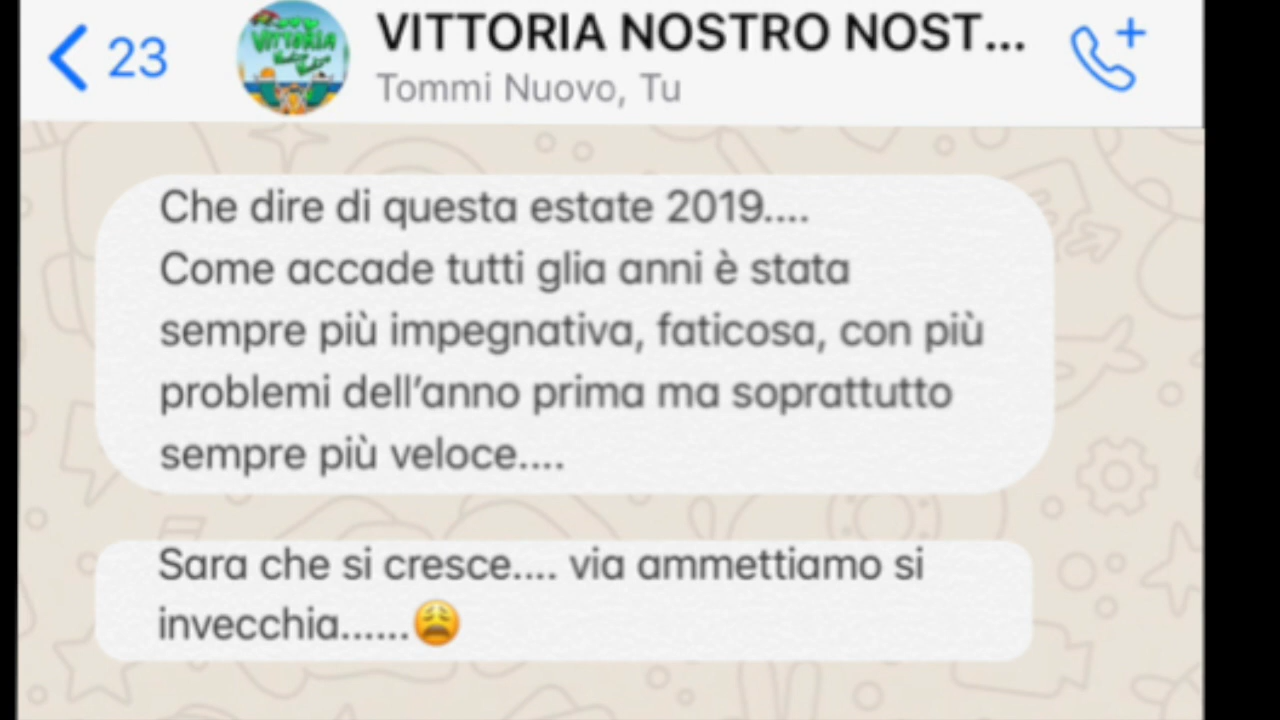 23
VITTORIA
VITTORIA NOSTRO NOST...
Tommi Nuovo, Tu
Che dire di questa estate 2019....
Come accade tutti glia anni è stata
sempre più impegnativa, faticosa, con più
problemi dell’anno prima ma soprattutto
sempre più veloce....
Sara che si cresce.... via ammettiamo si
invecchia......😩